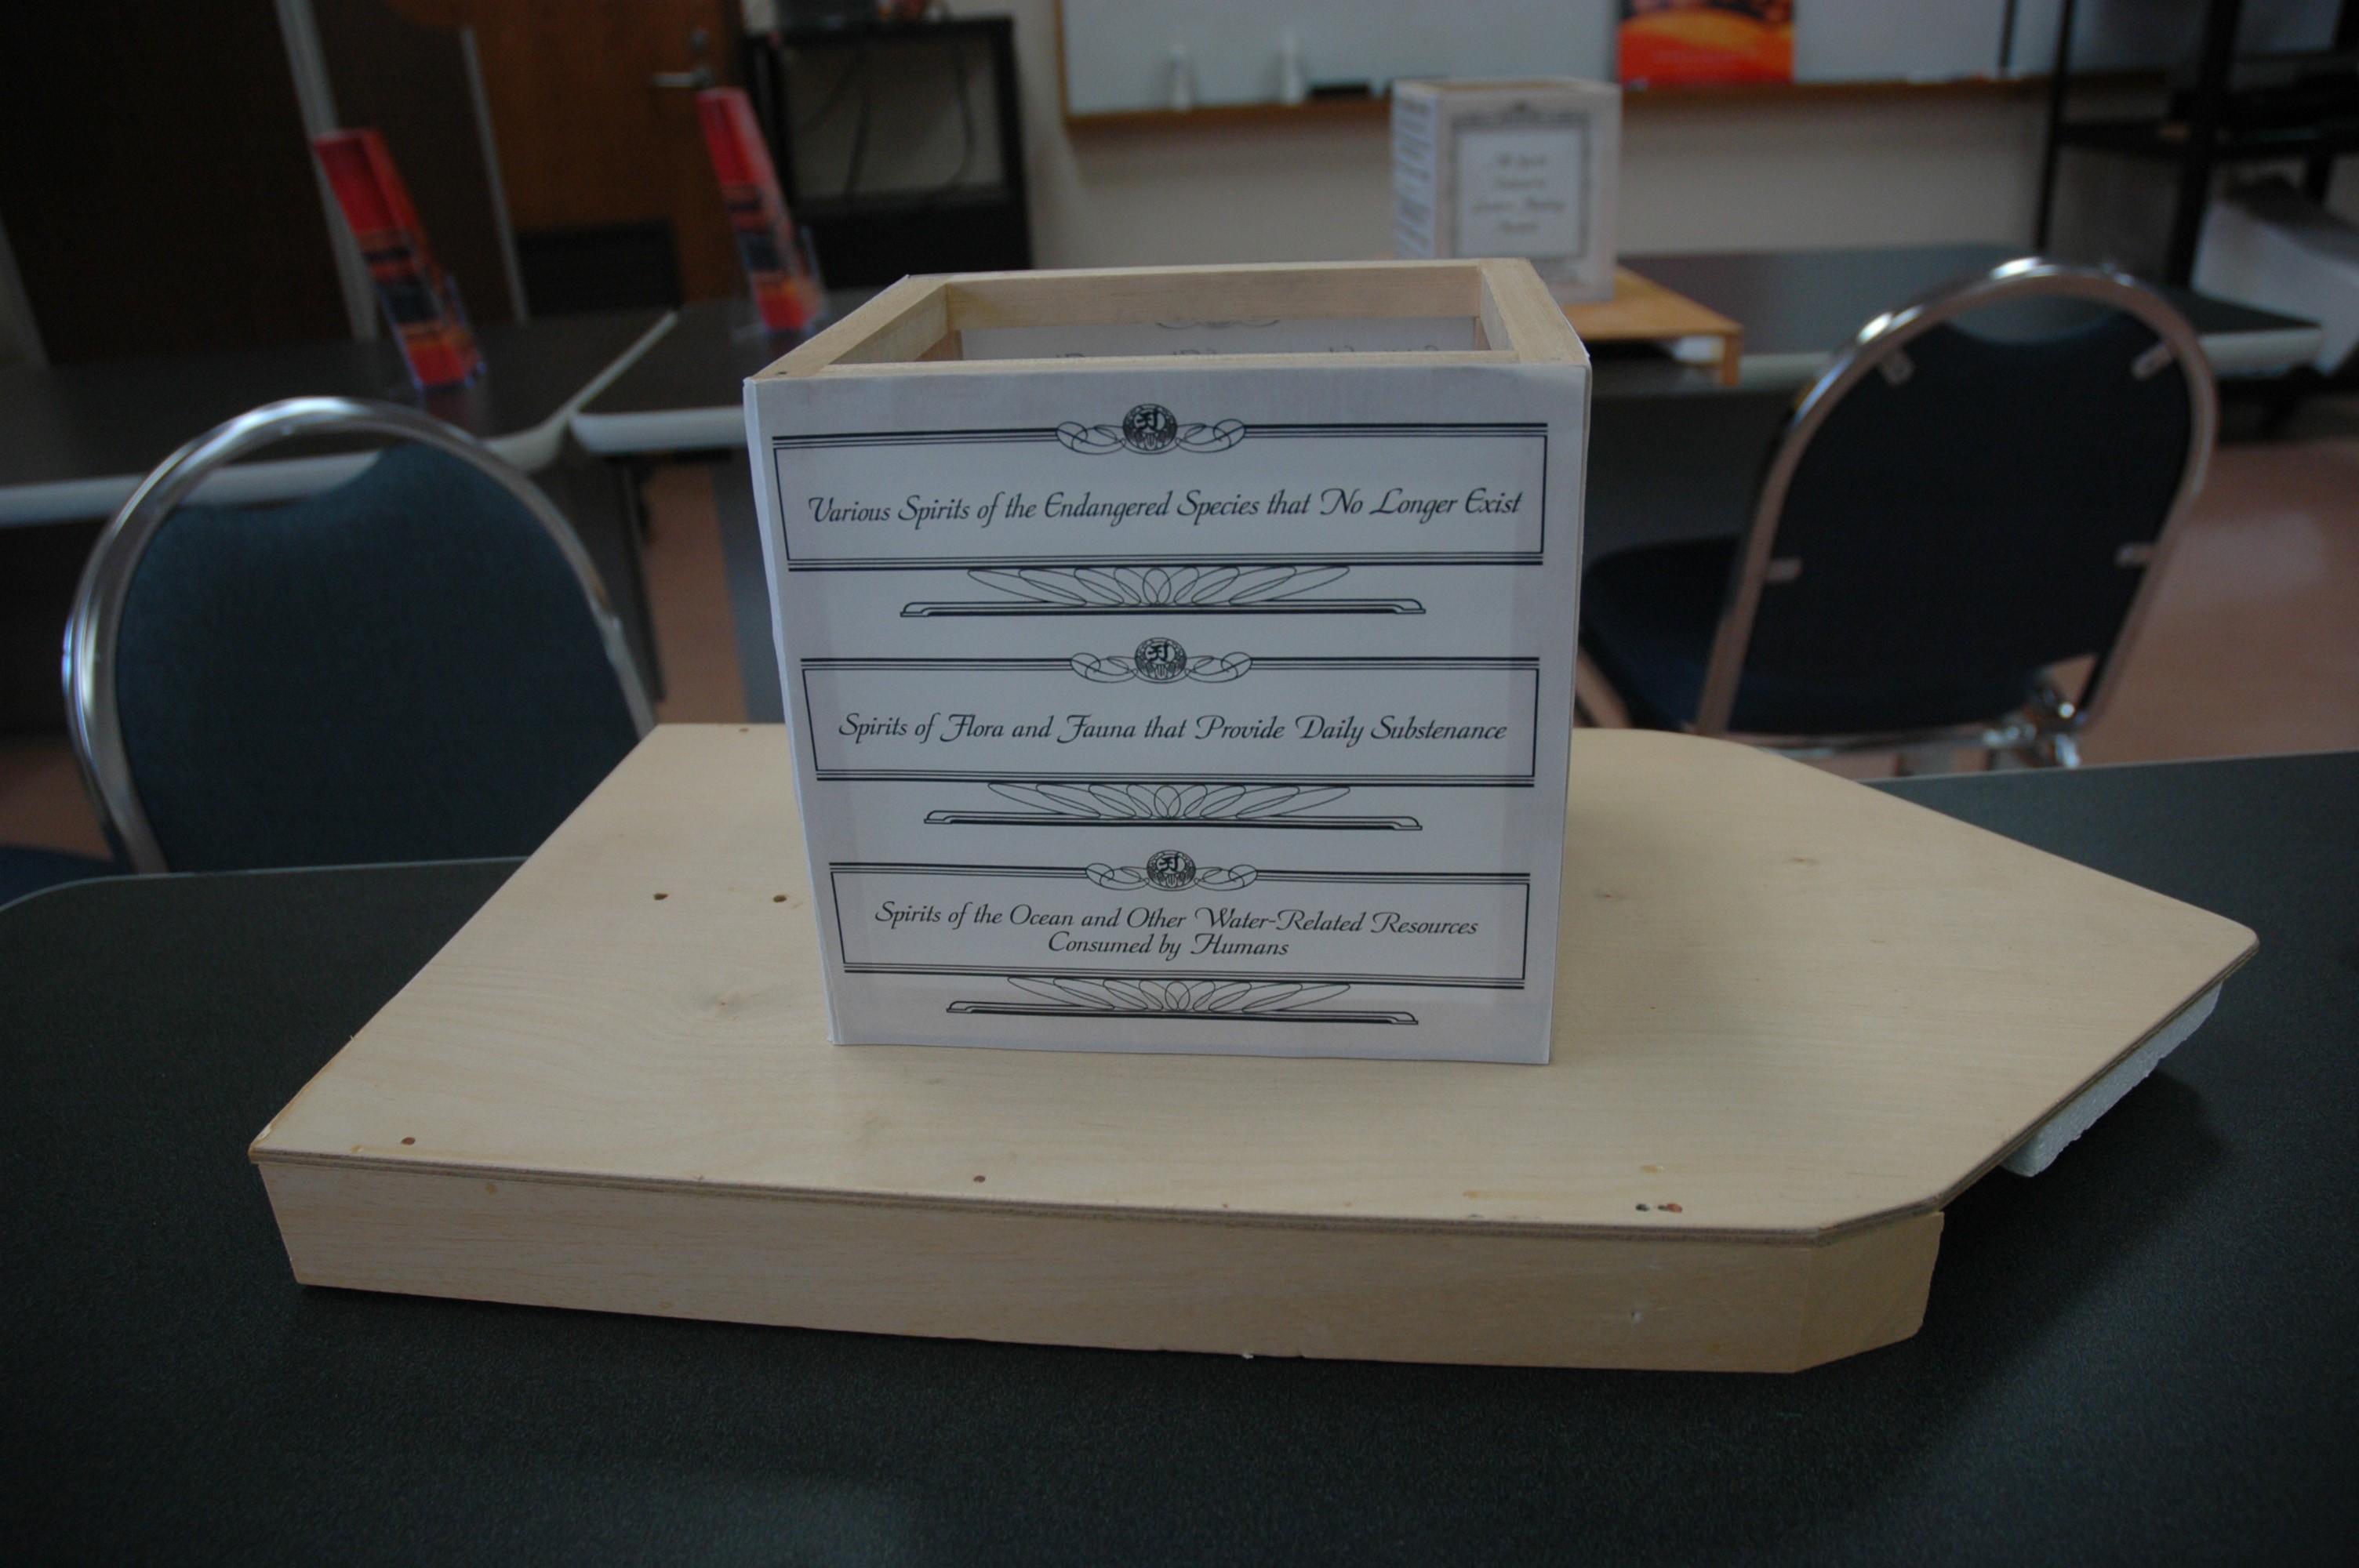 Various Spirits of the Endangered Species that No Longer Exist
Spirits of Flora and Fauna that Provide Daily Substenance
Spirits of the Ocean and Other Water-Related Resources
Consumed by Humans